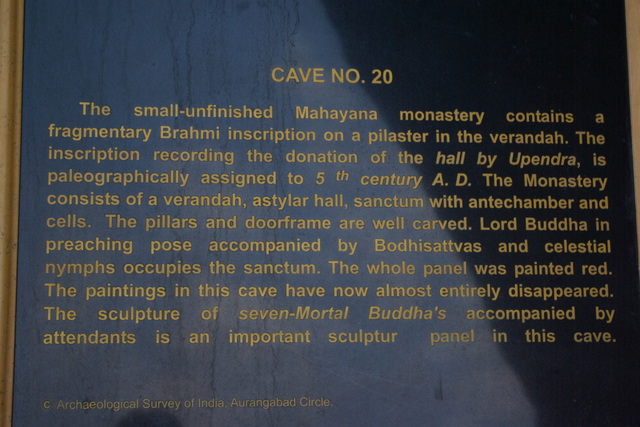 CAVE NO. 20
The small-unfinished Mahayana monastery contains a
fragmentary Brahmi inscription on a pilaster in the verandah. The
inscription recording the donation of the hall by Upendra, is
paleographically assigned to 5 th century A. D. The Monastery
consists of a verandah, astylar hall, sanctum with antechamber and
cells. The pillars and doorframe are well carved. Lord Buddha in
preaching pose accompanied by Bodhisattvas and celestial
nymphs occupies the sanctum. The whole panel was painted red.
The paintings in this cave have now almost entirely disappeared.
The sculpture of seven-Mortal Buddha's accompanied by
attendants is an important sculptur panel in this cave.
c Archaeological Survey of India, Aurangabad Circle.